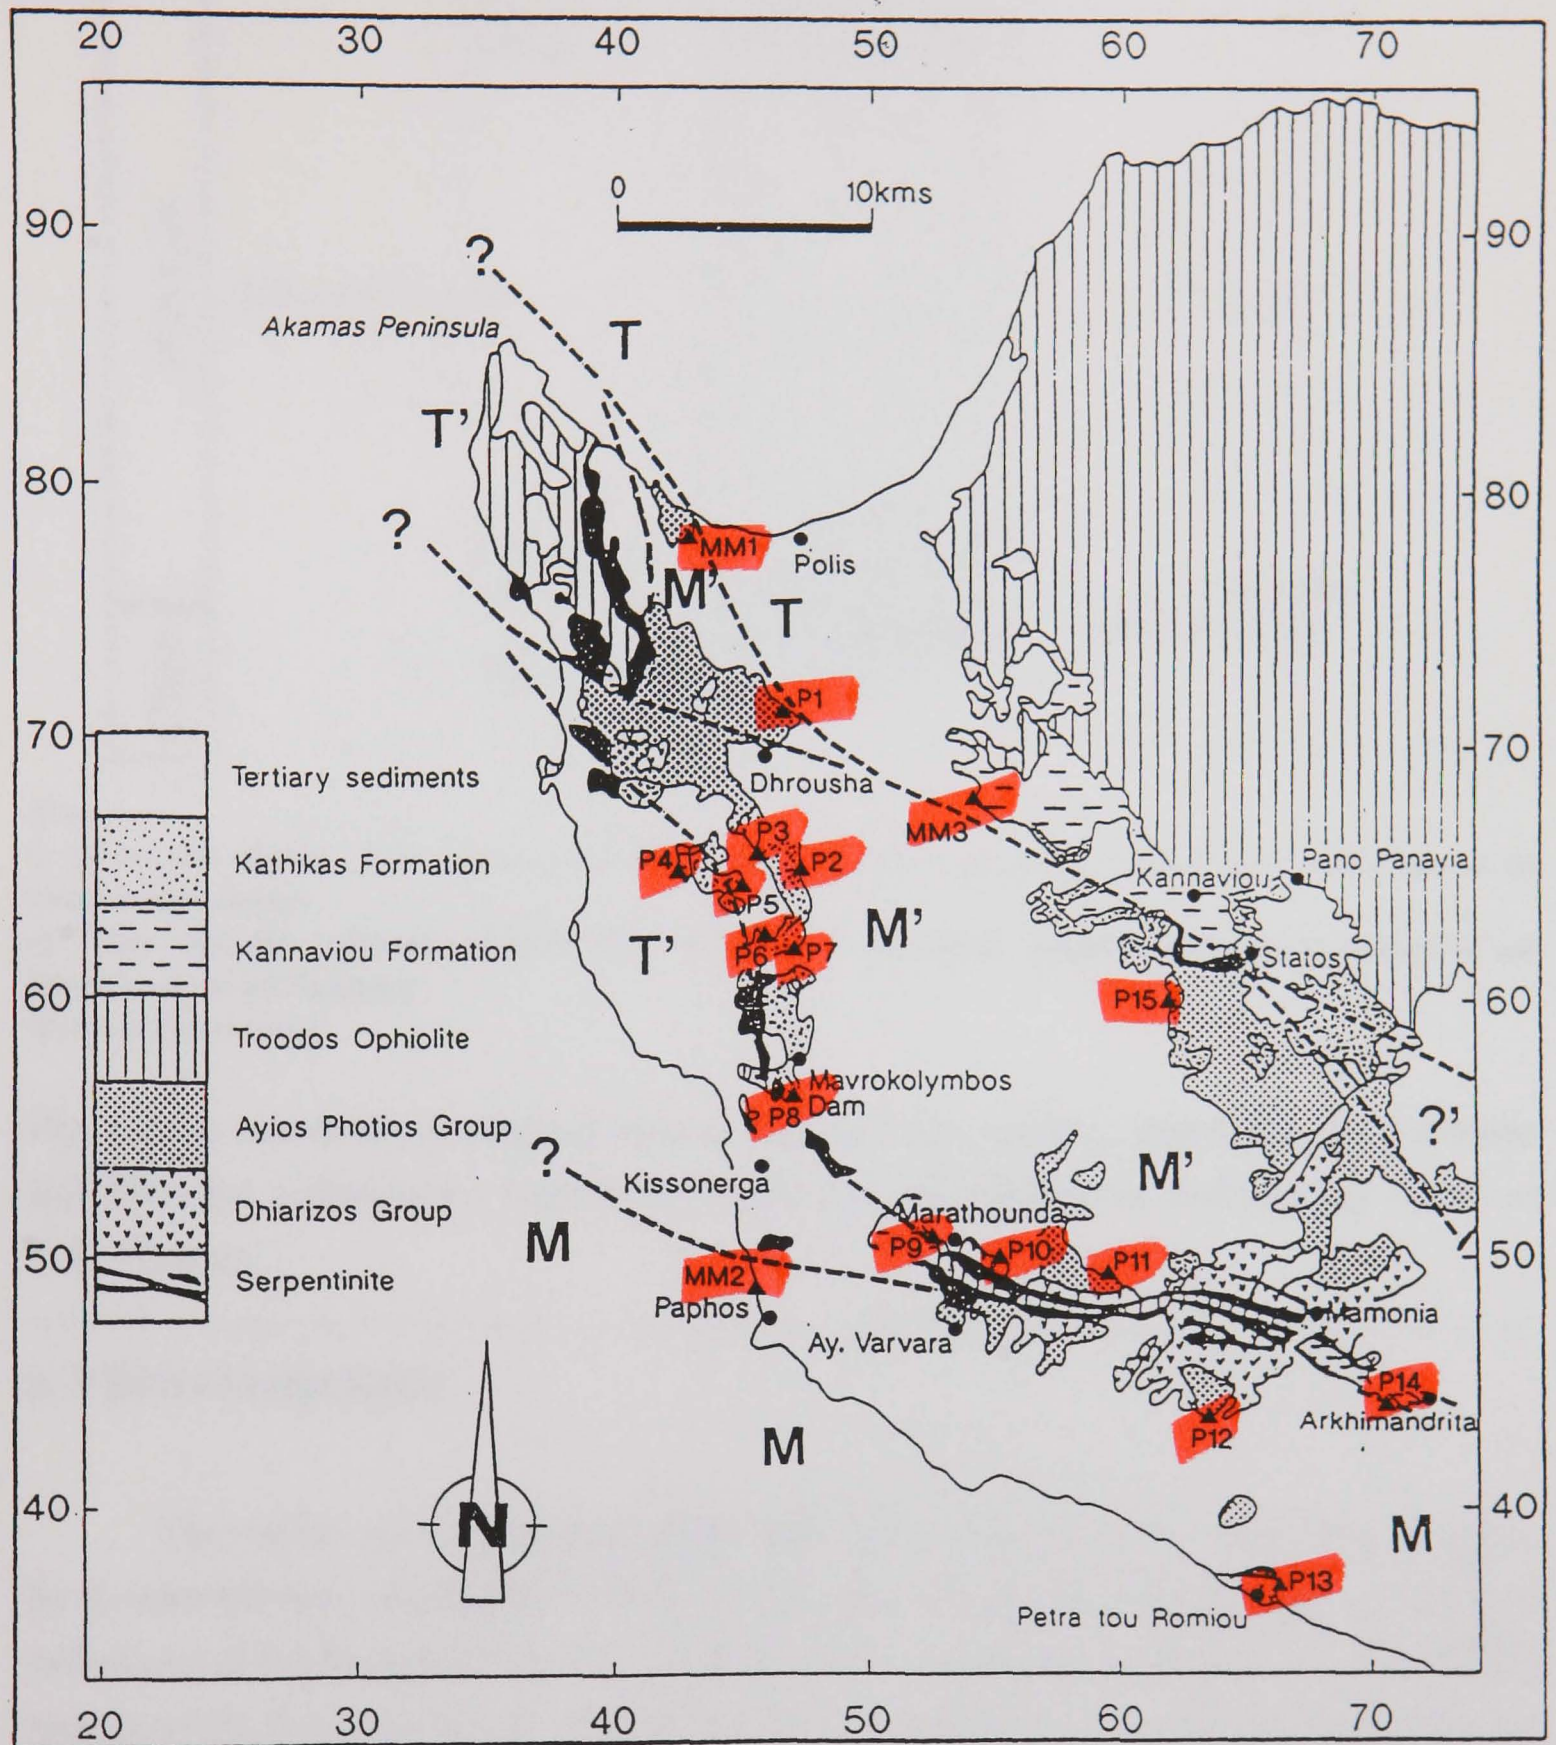 20 30 40 50 60 70
0 10kms
90 90
?
Akamas Peninsula
T
T'
80 80
?
MM1
Polis
M'
T
P1
70 70
Dhrousha
Tertiary sediments
MM3
P3
P4 P2
Kathikas Formation
Pano Panavia
Kannaviou
P5
M'
T'
P6 P7
Kannaviou Formation
Statos
60 60
P15
Troodos Ophiolite
Mavrokolymbos
Dam
P8
Ayios Photios Group
?'
?
Kissonerga
M'
Dhiarizos Group
Marathounda
M
P9 P10 P11
50 50
Serpentinite
MM2
Paphos
Mamonia
Ay. Varvara
P14
Arkhimandrita
P12
M
40 40
N
M
P13
Petra tou Romiou
20 30 40 50 60 70